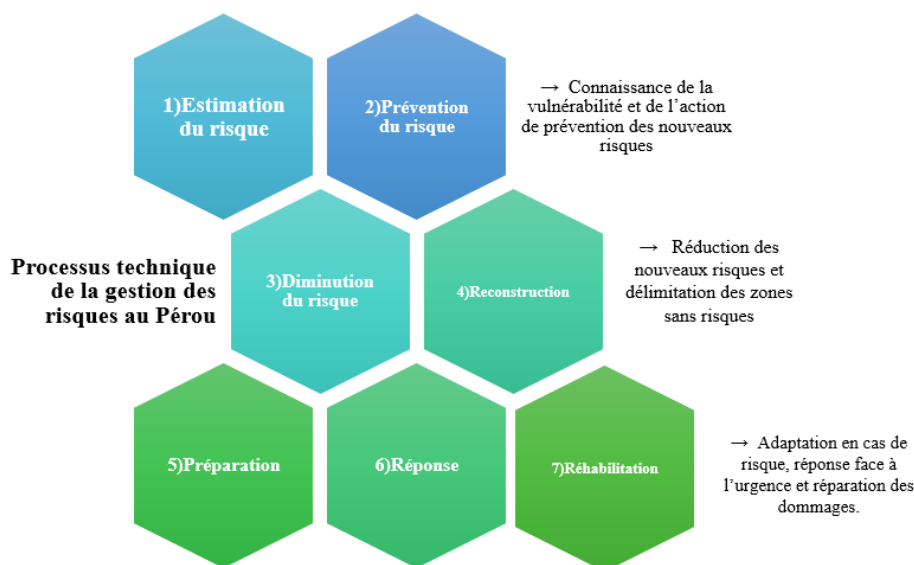 1)Estimation
du risque
2)Prévention
du risque
→ Connaissance de la
vulnérabilité et de l’action
de prévention des nouveaux
risques
Processus technique
de la gestion des
risques au Pérou
3)Diminution
du risque
4)Reconstruction
→ Réduction des
nouveaux risques et
délimitation des zones
sans risques
5)Préparation
6)Réponse
7)Réhabilitation
→ Adaptation en cas de
risque, réponse face à
l’urgence et réparation des
dommages.